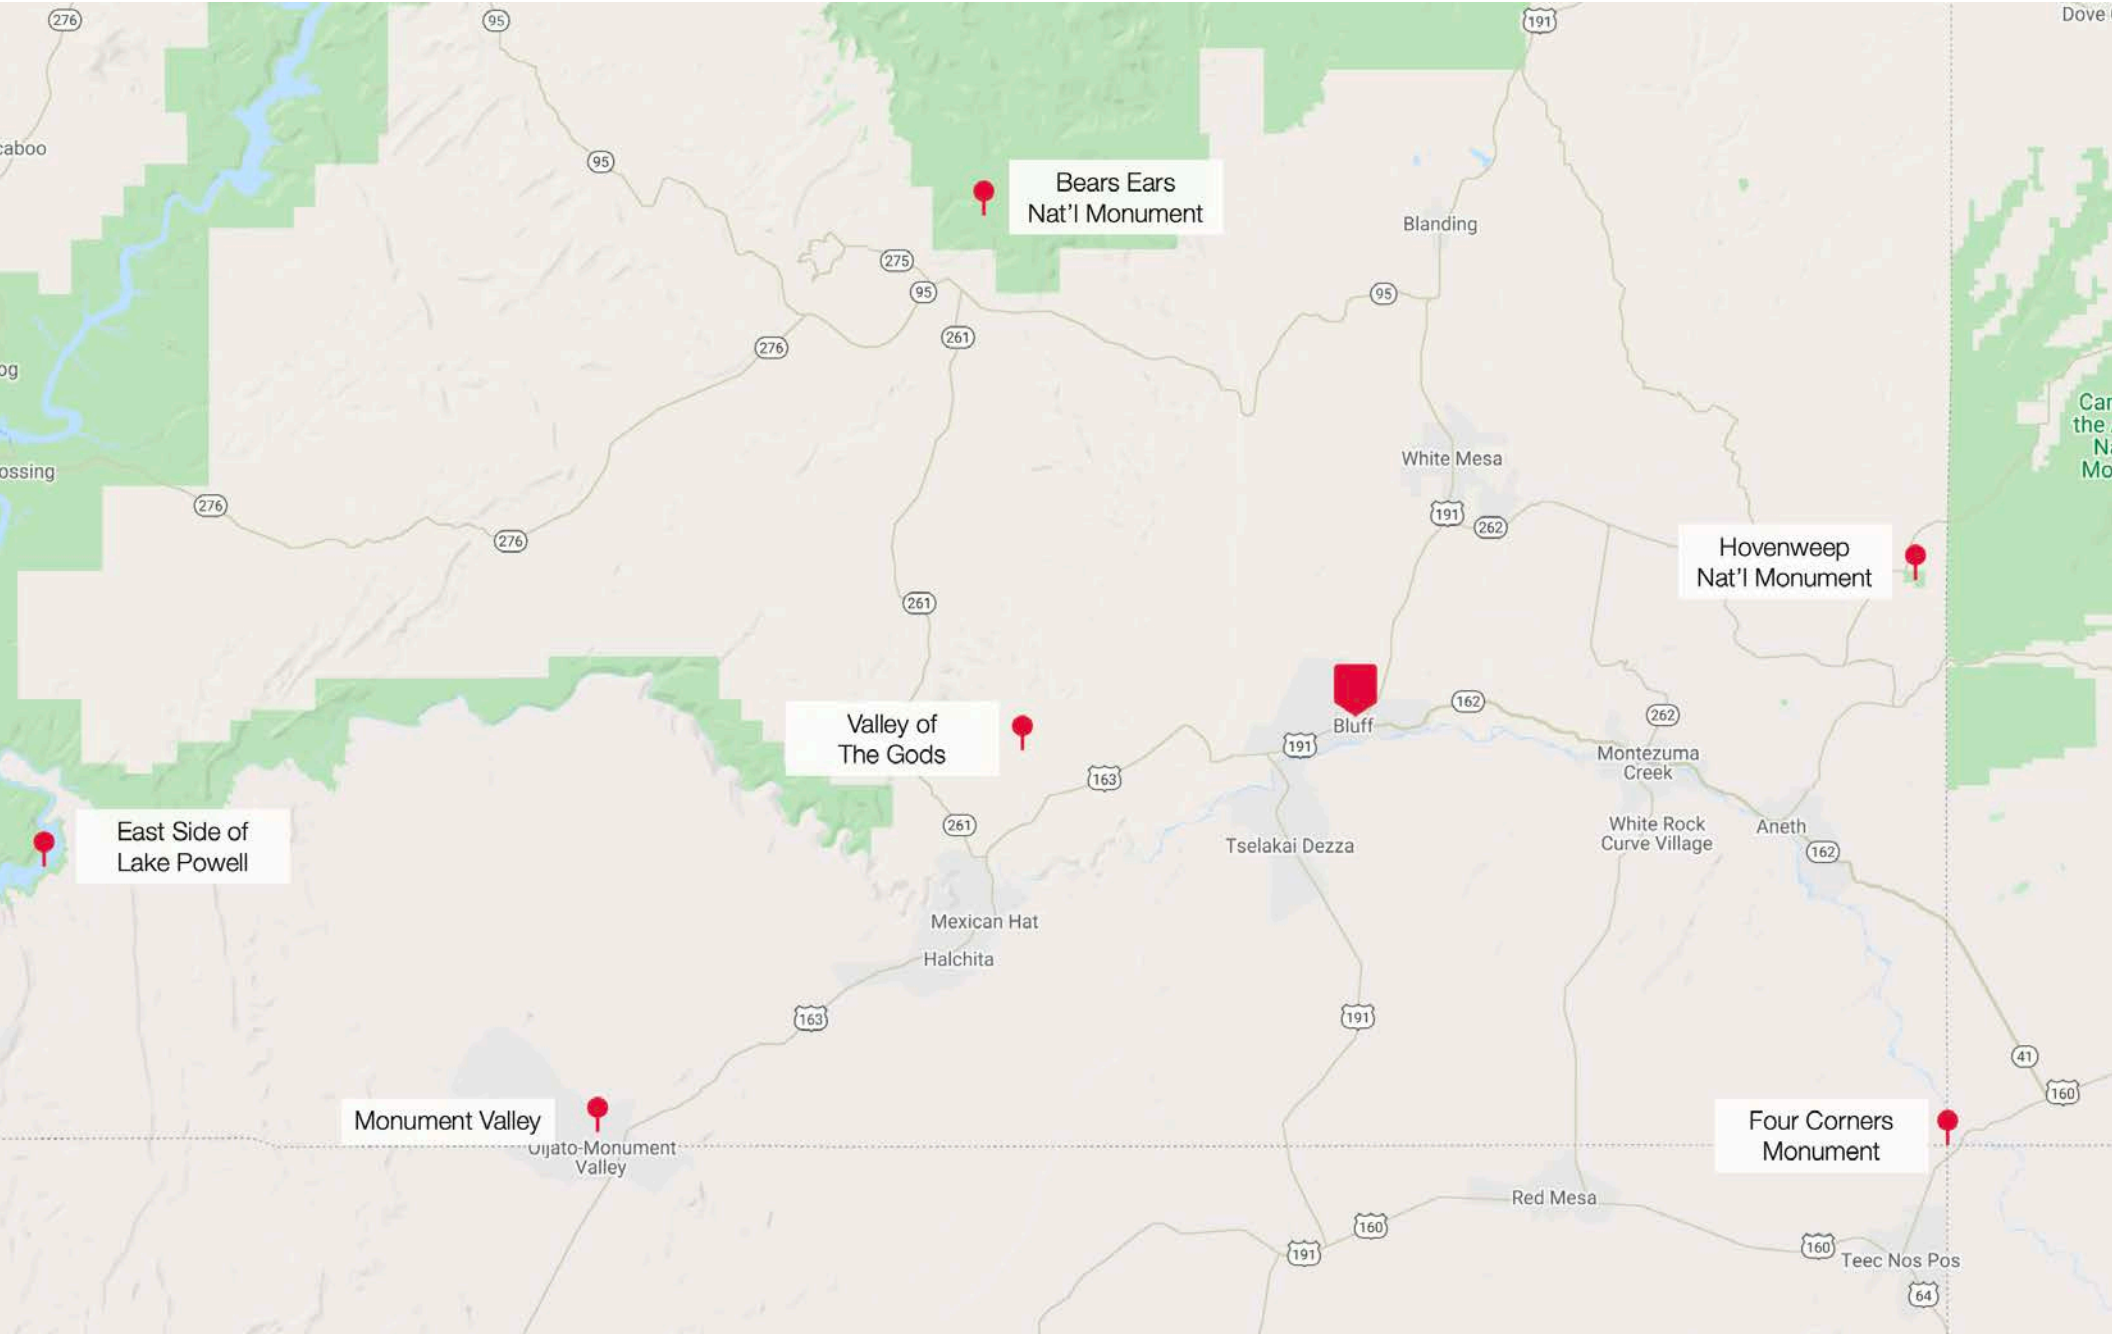 276
95
191
Dove
caboo
95
Bears Ears
Nat'l Monument
Blanding
275
95
95
261
276
og
Car
the
Na
Mo
ossing
White Mesa
276
191
262
276
Hovenweep
Nat'l Monument
261
162
Valley of
The Gods
Bluff
262
191
163
Montezuma
Creek
261
East Side of
Lake Powell
White Rock
Curve Village
Aneth
Tselakai Dezza
162
Mexican Hat
Halchita
163
191
41
160
Monument Valley
Four Corners
Monument
Oljato-Monument
Valley
Red Mesa
160
191
160
Teec Nos Pos
64